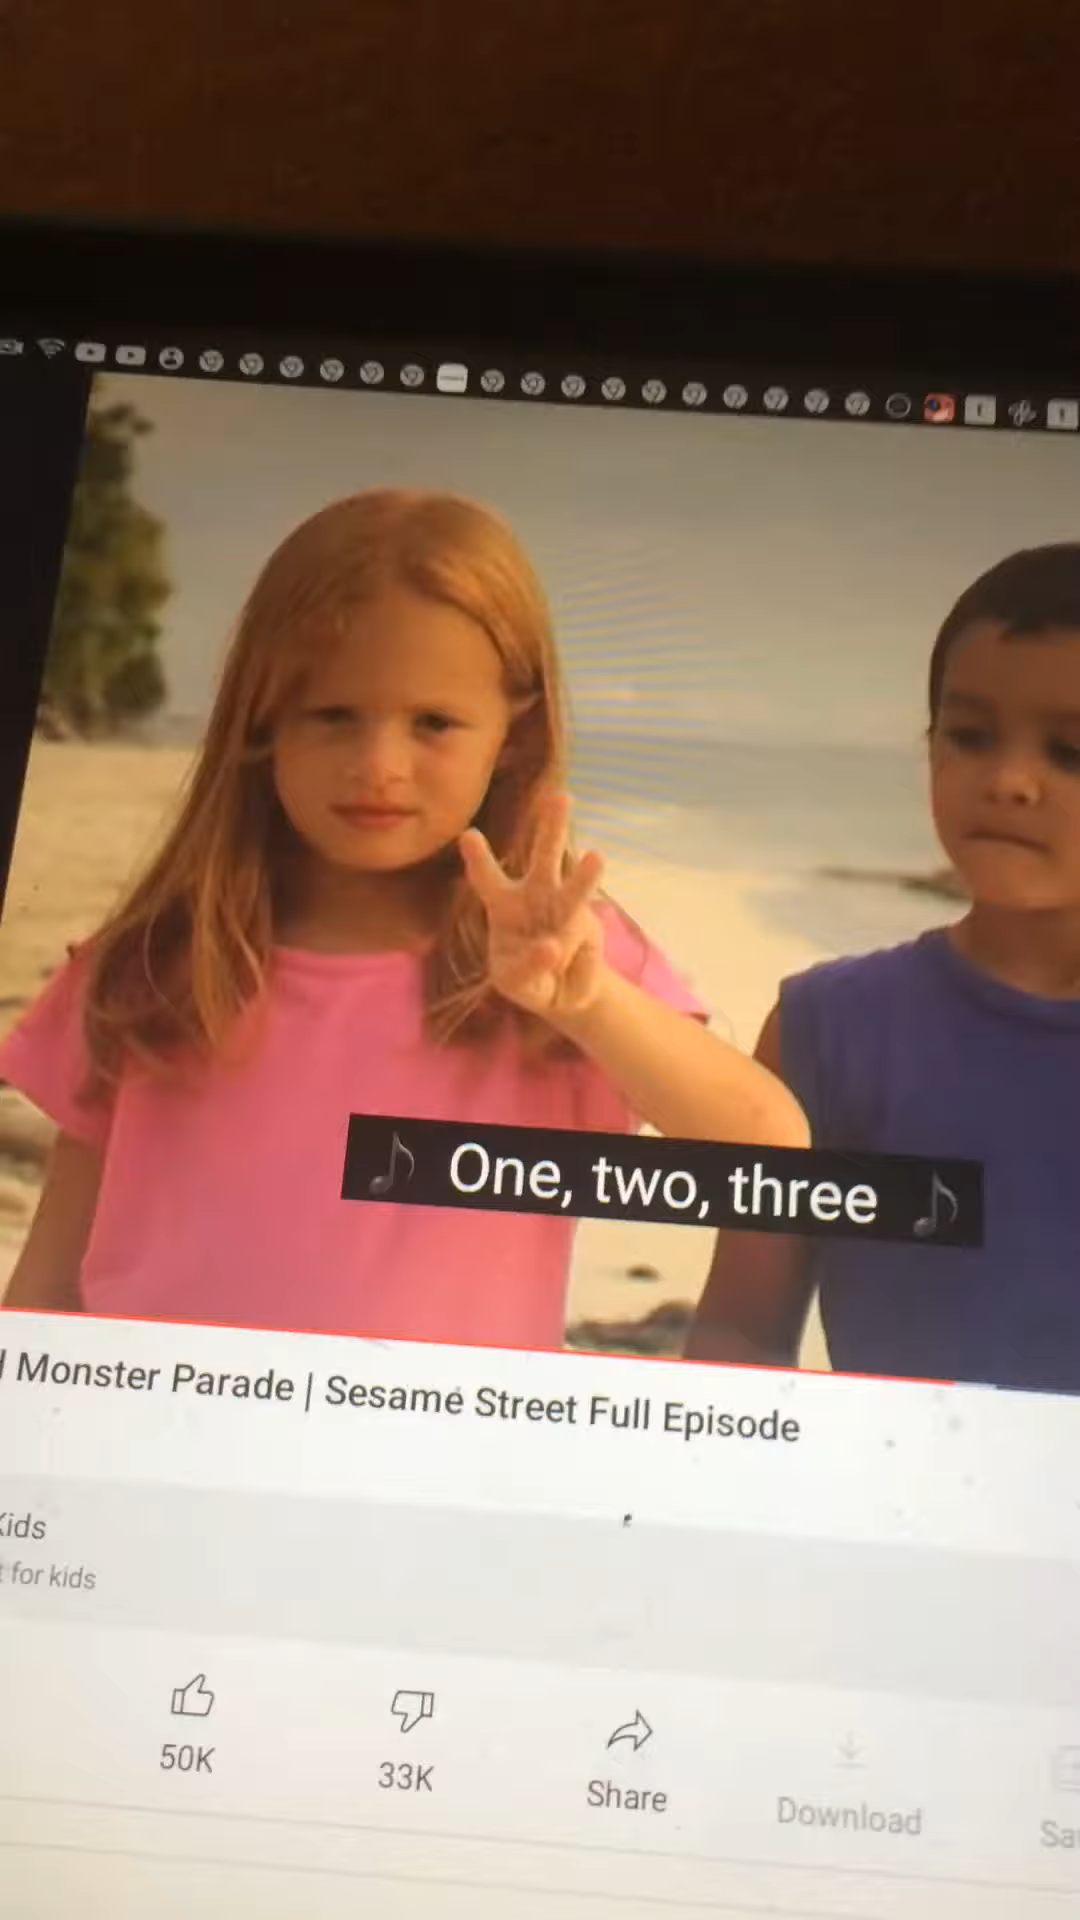 ♪ One, two, three ♪
Monster Parade | Sesame Street Full Episode
Kids
for kids
50K
33K
Share
Download